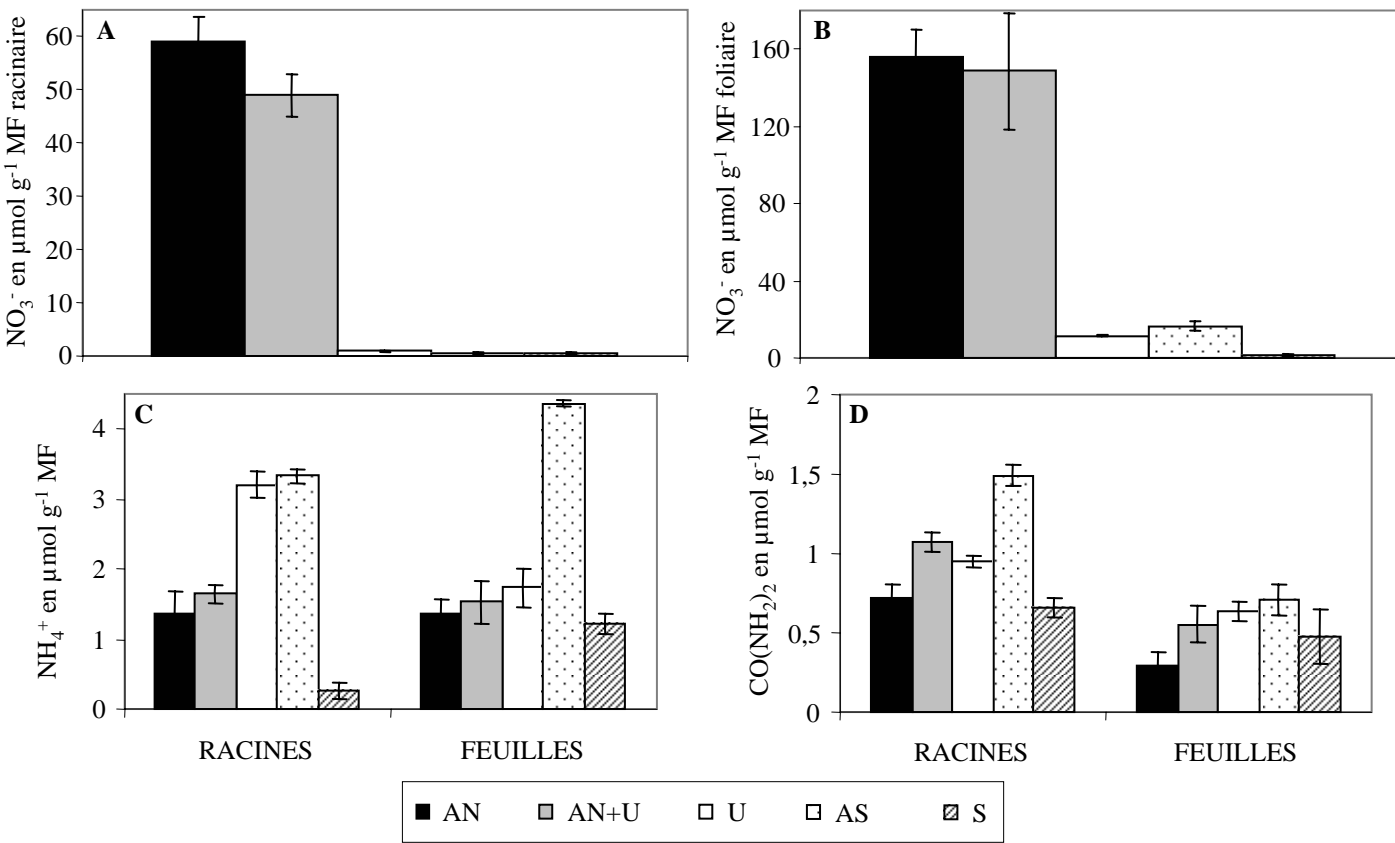 A
NO₃⁻ en µmol g⁻¹ MF racinaire
60
50
40
30
20
10
0
B
NO₃⁻ en µmol g⁻¹ MF foliaire
160
120
80
40
0
C
NH₄⁺ en µmol g⁻¹ MF
4
3
2
1
0
RACINES FEUILLES
D
CO(NH₂)₂ en µmol g⁻¹ MF
2
1,5
1
0,5
0
RACINES FEUILLES
AN AN+U U AS S